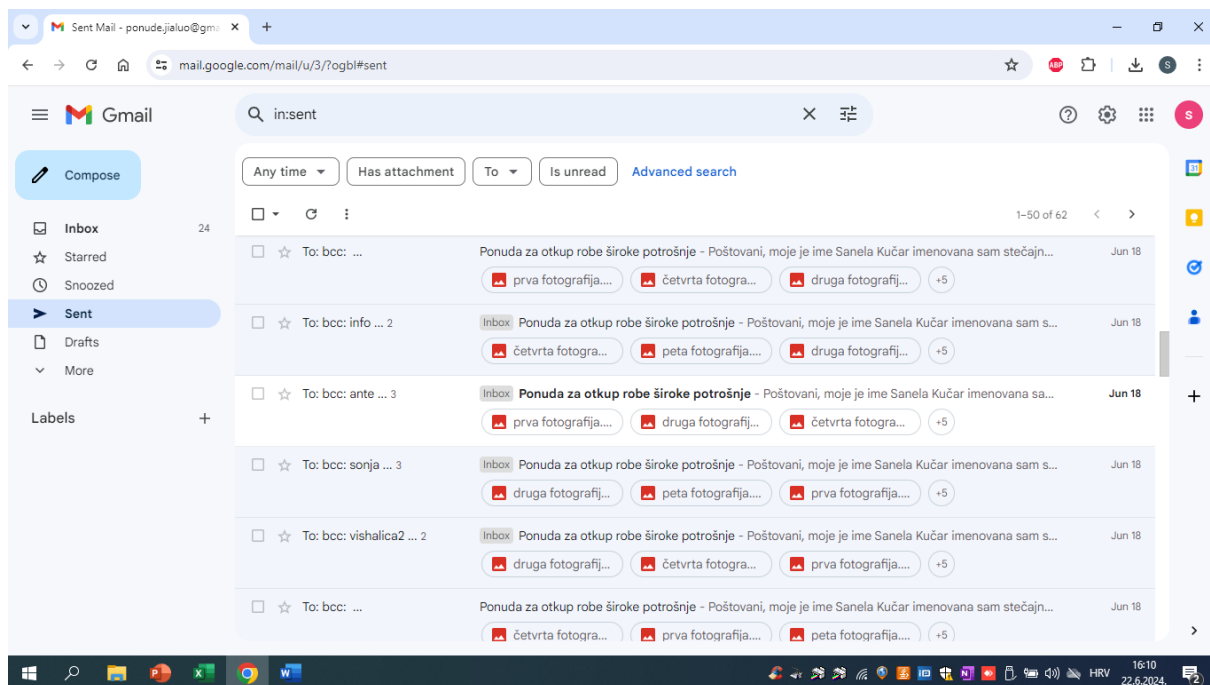 Sent Mail - ponude.jialuo@gma
mail.google.com/mail/u/3/?ogbl#sent
ABP
S
Gmail
in:sent
S
Compose
Any time
Has attachment
To
Is unread
Advanced search
31
1–50 of 62
Inbox 24
Starred
Snoozed
Sent
Drafts
More
Labels
To: bcc: ... Ponuda za otkup robe široke potrošnje - Poštovani, moje je ime Sanela Kučar imenovana sam stečajn... Jun 18
prva fotografija.... četvrta fotogra... druga fotografij... +5
To: bcc: info ... 2 Inbox Ponuda za otkup robe široke potrošnje - Poštovani, moje je ime Sanela Kučar imenovana sam s... Jun 18
četvrta fotogra... peta fotografija.... druga fotografij... +5
To: bcc: ante ... 3 Inbox Ponuda za otkup robe široke potrošnje - Poštovani, moje je ime Sanela Kučar imenovana sa... Jun 18
prva fotografija.... druga fotografij... četvrta fotogra... +5
To: bcc: sonja ... 3 Inbox Ponuda za otkup robe široke potrošnje - Poštovani, moje je ime Sanela Kučar imenovana sam s... Jun 18
druga fotografij... peta fotografija.... prva fotografija.... +5
To: bcc: vishalica2 ... 2 Inbox Ponuda za otkup robe široke potrošnje - Poštovani, moje je ime Sanela Kučar imenovana sam s... Jun 18
druga fotografij... četvrta fotogra... prva fotografija.... +5
To: bcc: ... Ponuda za otkup robe široke potrošnje - Poštovani, moje je ime Sanela Kučar imenovana sam stečajn... Jun 18
četvrta fotogra... prva fotografija.... peta fotografija.... +5
HRV
16:10
22.6.2024.
2